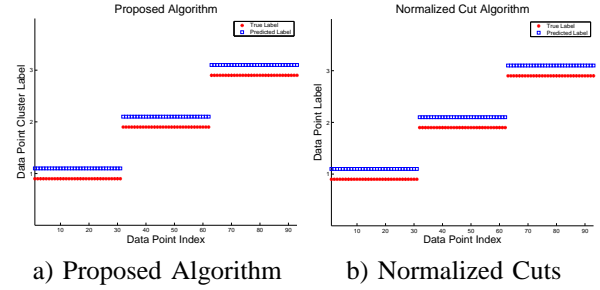 Proposed Algorithm
True Label
Predicted Label
Data Point Cluster Label
3
2
1
10 20 30 40 50 60 70 80 90
Data Point Index
a) Proposed Algorithm
Normalized Cut Algorithm
True Label
Predicted Label
Data Point Label
3
2
1
10 20 30 40 50 60 70 80 90
Data Point Index
b) Normalized Cuts